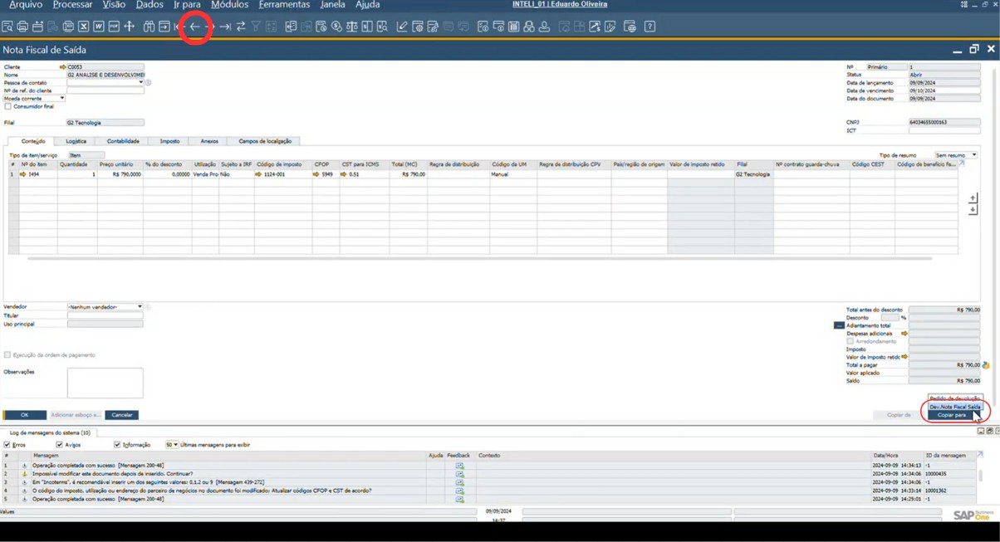 Arquivo Processar Visão Dados Ir para Módulos Ferramentas Janela Ajuda INTELI_01 | Eduardo Oliveira
Nota Fiscal de Saída
Cliente C0053 Nº Primário 1
Nome G2 ANALISE E DESENVOLVIMEI Status Abrir
Pessoa de contato Data de lançamento 09/09/2024
Nº de ref. do cliente Data de vencimento 09/10/2024
Moeda corrente Data do documento 09/09/2024
Consumidor final
Filial G2 Tecnologia CNPJ 64034655000163
ICT
Conteúdo Logística Contabilidade Imposto Anexos Campos de localização
Tipo de item/serviço Item Tipo de resumo Sem resumo
# Nº do item Quantidade Preço unitário % do desconto Utilização Sujeito a IRF Código de imposto CFOP CST para ICMS Total (MC) Regra de distribuição Código da UM Regra de distribuição CPV País/região de origem Valor de imposto retido Filial Nº contrato guarda-chuva Código CEST Código de benefício fis...
1 I494 1 R$ 790.0000 0.00000 Venda Pro Não 1124-001 5949 0.51 R$ 790.00 Manual G2 Tecnologia
Vendedor -Nenhum vendedor-
Titular
Uso principal
Total antes do desconto R$ 790,00
Desconto %
Adiantamento total
Despesas adicionais
Arredondamento
Imposto
Execução da ordem de pagamento
Valor de imposto retido
Total a pagar R$ 790,00
Observações
Valor aplicado
Saldo R$ 790,00
Pedido de devolução
Dev.Nota Fiscal Saída
OK Adicionar esboço e... Cancelar Copiar de Copiar para
Log de mensagens do sistema (10)
Erros Avisos Informação 50 Últimas mensagens para exibir
# Mensagem Ajuda Feedback Contexto Data/Hora ID da mensagem
1 Operação completada com sucesso [Mensagem 200-48] 2024-09-09 14:34:13 -1
2 Impossível modificar este documento depois de inserido. Continuar? 2024-09-09 14:34:06 10000435
3 Em "Incoterms", é recomendável inserir um dos seguintes valores: 0,1,2 ou 9 [Mensagem 439-272] 2024-09-09 14:34:06 -1
4 O código do imposto, utilização ou endereço do parceiro de negócios no documento foi modificado; Atualizar códigos CFOP e CST de acordo? 2024-09-09 14:33:14 10001362
5 Operação completada com sucesso [Mensagem 200-48] 2024-09-09 14:29:01 -1
Values 09/09/2024
14:37
SAP Business One